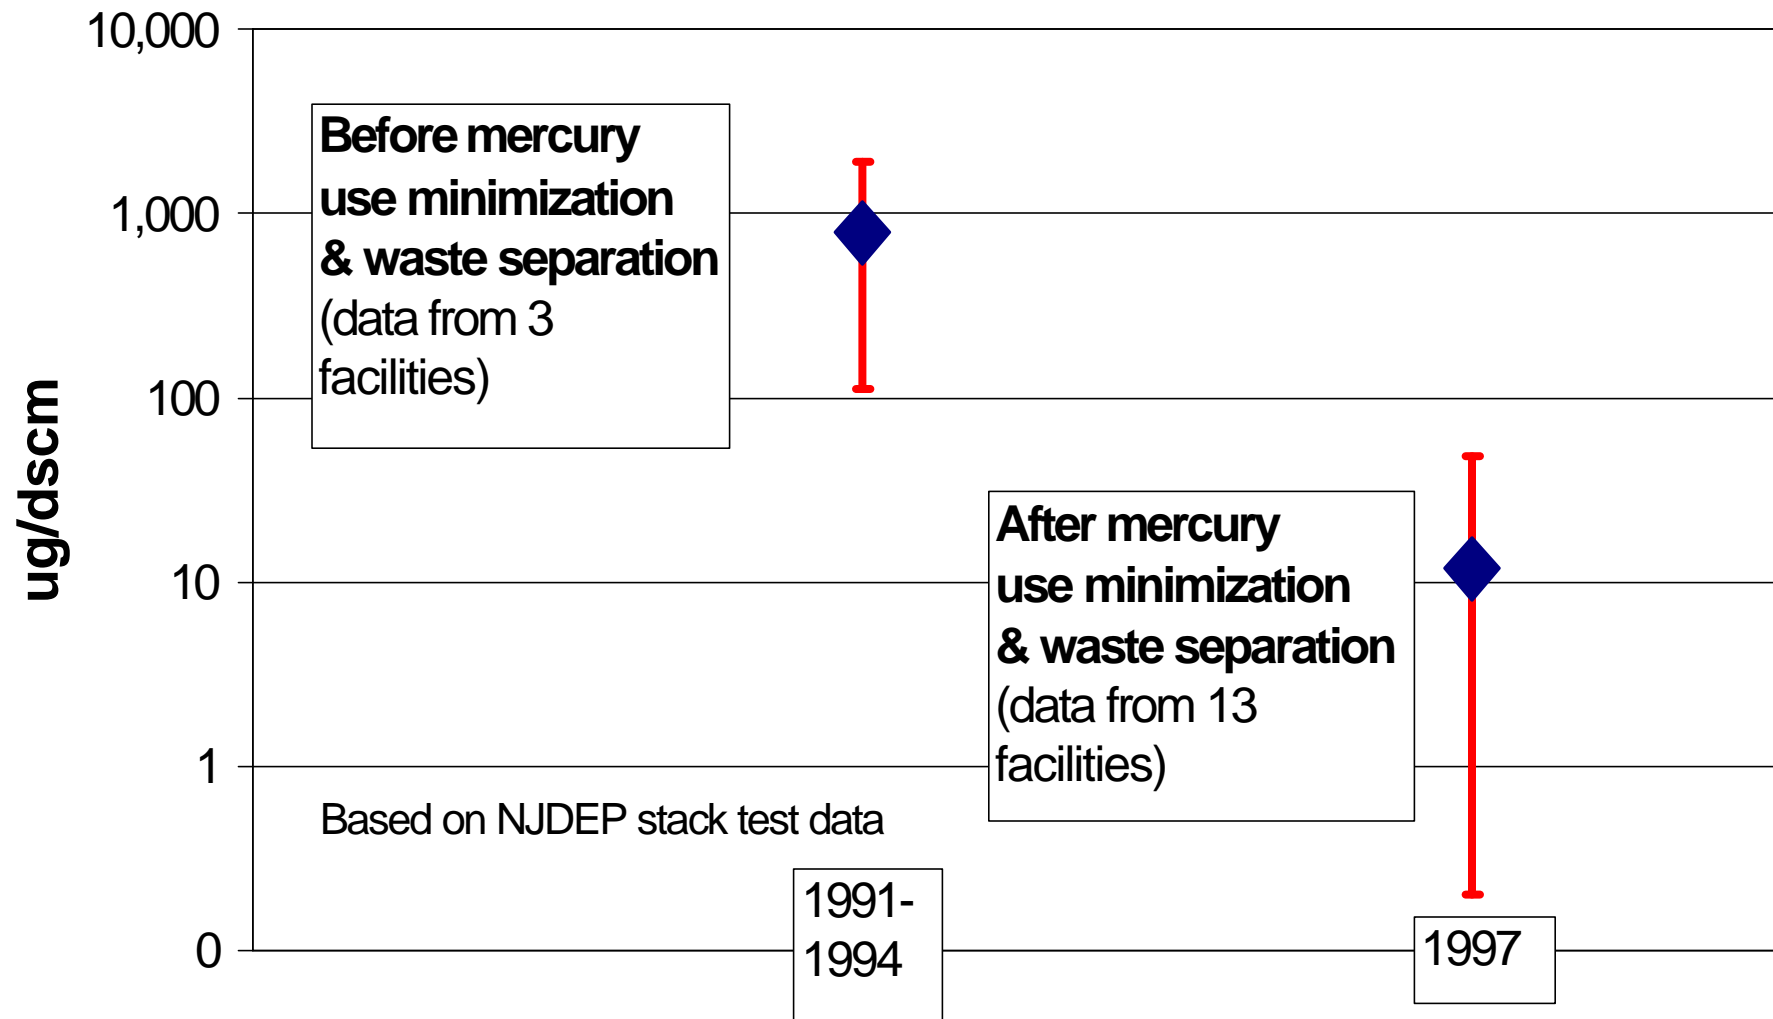 10,000
1,000
100
10
1
0
ug/dscm
Before mercury
use minimization
& waste separation
(data from 3
facilities)
After mercury
use minimization
& waste separation
(data from 13
facilities)
Based on NJDEP stack test data
1991-
1994
1997